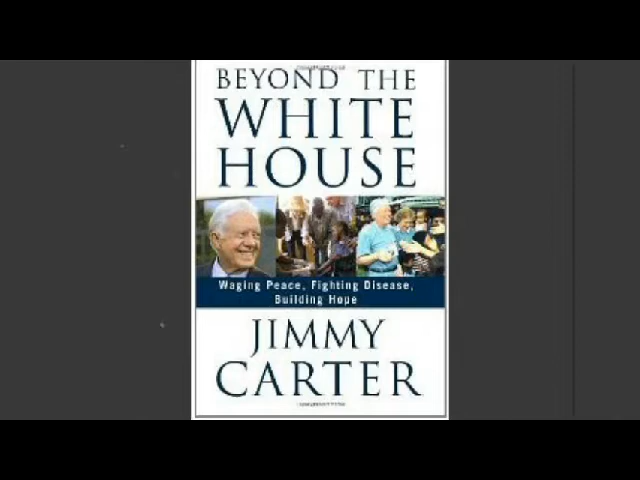 BEYOND THE
WHITE
HOUSE
Waging Peace, Fighting Disease,
Building Hope
JIMMY
CARTER